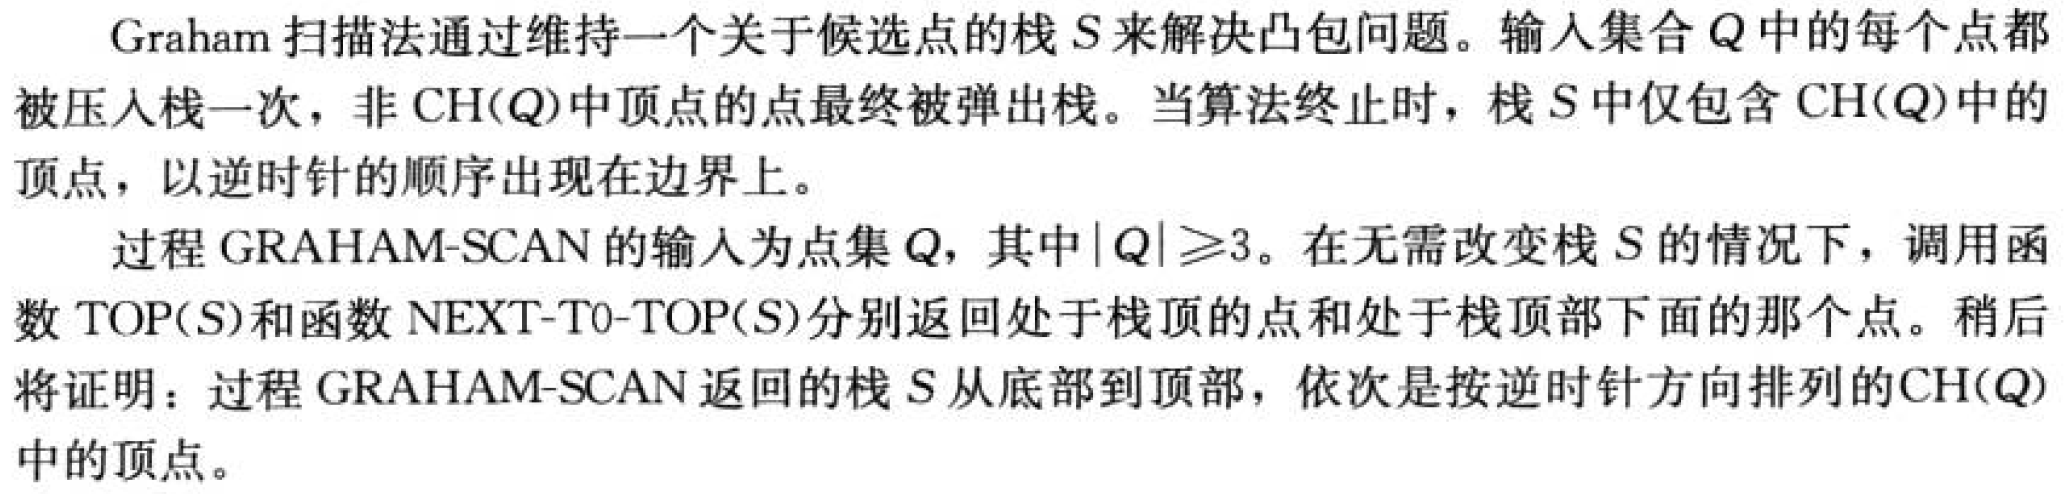 Graham 扫描法通过维持一个关于候选点的栈 S 来解决凸包问题。输入集合 Q 中的每个点都
被压入栈一次，非 CH(Q)中顶点的点最终被弹出栈。当算法终止时，栈 S 中仅包含 CH(Q)中的
顶点，以逆时针的顺序出现在边界上。
过程 GRAHAM-SCAN 的输入为点集 Q，其中|Q|≥3。在无需改变栈 S 的情况下，调用函
数 TOP(S)和函数 NEXT-T0-TOP(S)分别返回处于栈顶的点和处于栈顶部下面的那个点。稍后
将证明：过程 GRAHAM-SCAN 返回的栈 S 从底部到顶部，依次是按逆时针方向排列的CH(Q)
中的顶点。